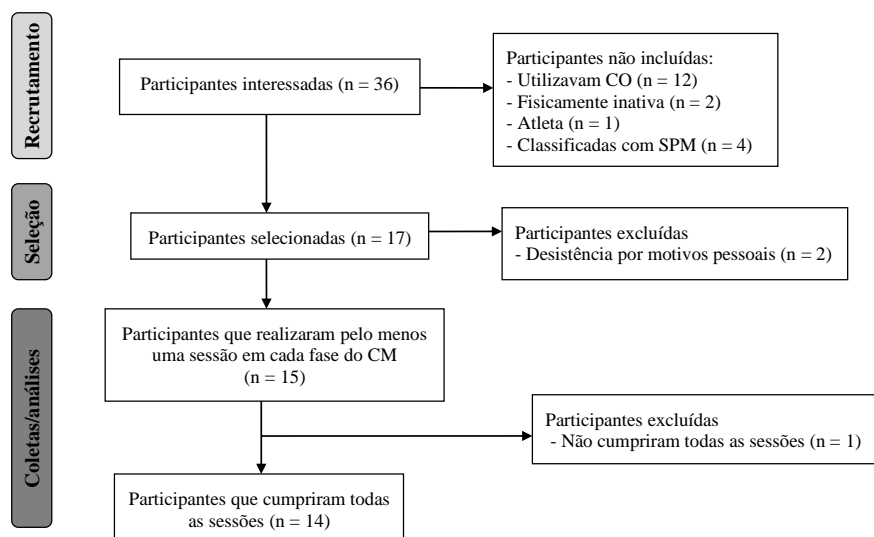 Recrutamento
Participantes interessadas (n = 36)
Participantes não incluídas:
- Utilizavam CO (n = 12)
- Fisicamente inativa (n = 2)
- Atleta (n = 1)
- Classificadas com SPM (n = 4)
Seleção
Participantes selecionadas (n = 17)
Participantes excluídas
- Desistência por motivos pessoais (n = 2)
Coletas/análises
Participantes que realizaram pelo menos
uma sessão em cada fase do CM
(n = 15)
Participantes excluídas
- Não cumpriram todas as sessões (n = 1)
Participantes que cumpriram todas
as sessões (n = 14)